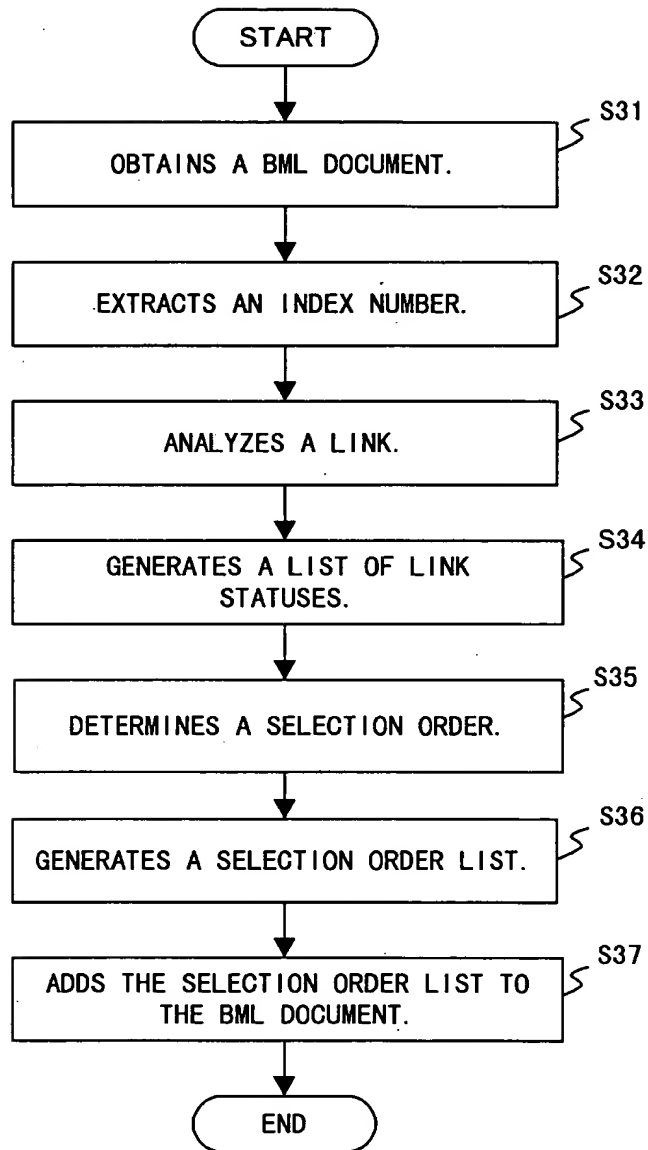 START
S31
OBTAINS A BML DOCUMENT.
S32
EXTRACTS AN INDEX NUMBER.
S33
ANALYZES A LINK.
S34
GENERATES A LIST OF LINK
STATUSES.
S35
DETERMINES A SELECTION ORDER.
S36
GENERATES A SELECTION ORDER LIST.
S37
ADDS THE SELECTION ORDER LIST TO
THE BML DOCUMENT.
END